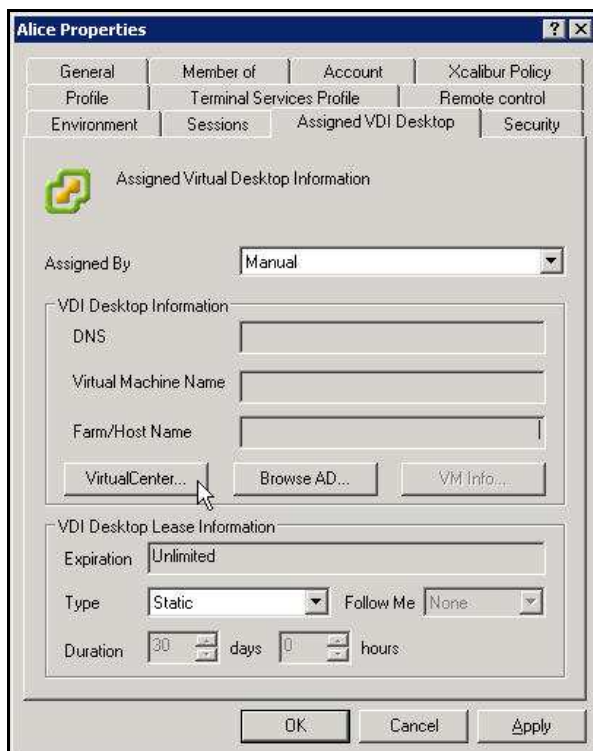 Alice Properties
General Member of Account Xcalibur Policy
Profile Terminal Services Profile Remote control
Environment Sessions Assigned VDI Desktop Security
Assigned Virtual Desktop Information
Assigned By Manual
VDI Desktop Information
DNS
Virtual Machine Name
Farm/Host Name
VirtualCenter... Browse AD... VM Info...
VDI Desktop Lease Information
Expiration Unlimited
Type Static Follow Me None
Duration 30 days 0 hours
OK Cancel Apply